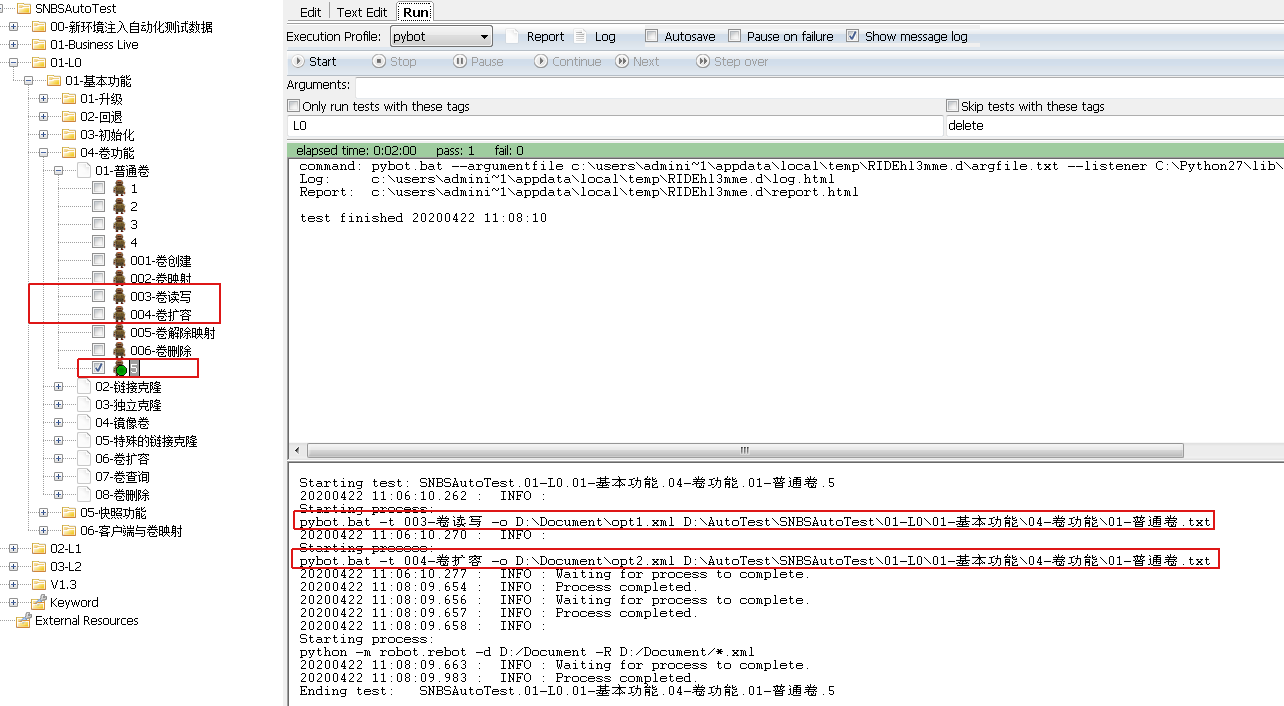 SNBSAutoTest
00-新环境注入自动化测试数据
01-Business Live
01-L0
01-基本功能
01-升级
02-回退
03-初始化
04-卷功能
01-普通卷
1
2
3
4
001-卷创建
002-卷映射
003-卷读写
004-卷扩容
005-卷解除映射
006-卷删除
5
02-链接克隆
03-独立克隆
04-镜像卷
05-特殊的链接克隆
06-卷扩容
07-卷查询
08-卷删除
05-快照功能
06-客户端与卷映射
02-L1
03-L2
V1.3
Keyword
External Resources
Edit Text Edit Run
Execution Profile: pybot Report Log Autosave Pause on failure Show message log
Start Stop Pause Continue Next Step over
Arguments:
Only run tests with these tags Skip tests with these tags
L0 delete
elapsed time: 0:02:00 pass: 1 fail: 0
command: pybot.bat --argumentfile c:\users\admini~1\appdata\local\temp\RIDEhl3mme.d\argfile.txt --listener C:\Python27\lib\
Log: c:\users\admini~1\appdata\local\temp\RIDEhl3mme.d\log.html
Report: c:\users\admini~1\appdata\local\temp\RIDEhl3mme.d\report.html
test finished 20200422 11:08:10
Starting test: SNBSAutoTest.01-L0.01-基本功能.04-卷功能.01-普通卷.5
20200422 11:06:10.262 : INFO :
Starting process:
pybot.bat -t 003-卷读写 -o D:\Document\opt1.xml D:\AutoTest\SNBSAutoTest\01-L0\01-基本功能\04-卷功能\01-普通卷.txt
20200422 11:06:10.270 : INFO :
Starting process:
pybot.bat -t 004-卷扩容 -o D:\Document\opt2.xml D:\AutoTest\SNBSAutoTest\01-L0\01-基本功能\04-卷功能\01-普通卷.txt
20200422 11:06:10.277 : INFO : Waiting for process to complete.
20200422 11:08:09.654 : INFO : Process completed.
20200422 11:08:09.656 : INFO : Waiting for process to complete.
20200422 11:08:09.657 : INFO : Process completed.
20200422 11:08:09.658 : INFO :
Starting process:
python -m robot.rebot -d D:/Document -R D:/Document/*.xml
20200422 11:08:09.663 : INFO : Waiting for process to complete.
20200422 11:08:09.983 : INFO : Process completed.
Ending test: SNBSAutoTest.01-L0.01-基本功能.04-卷功能.01-普通卷.5